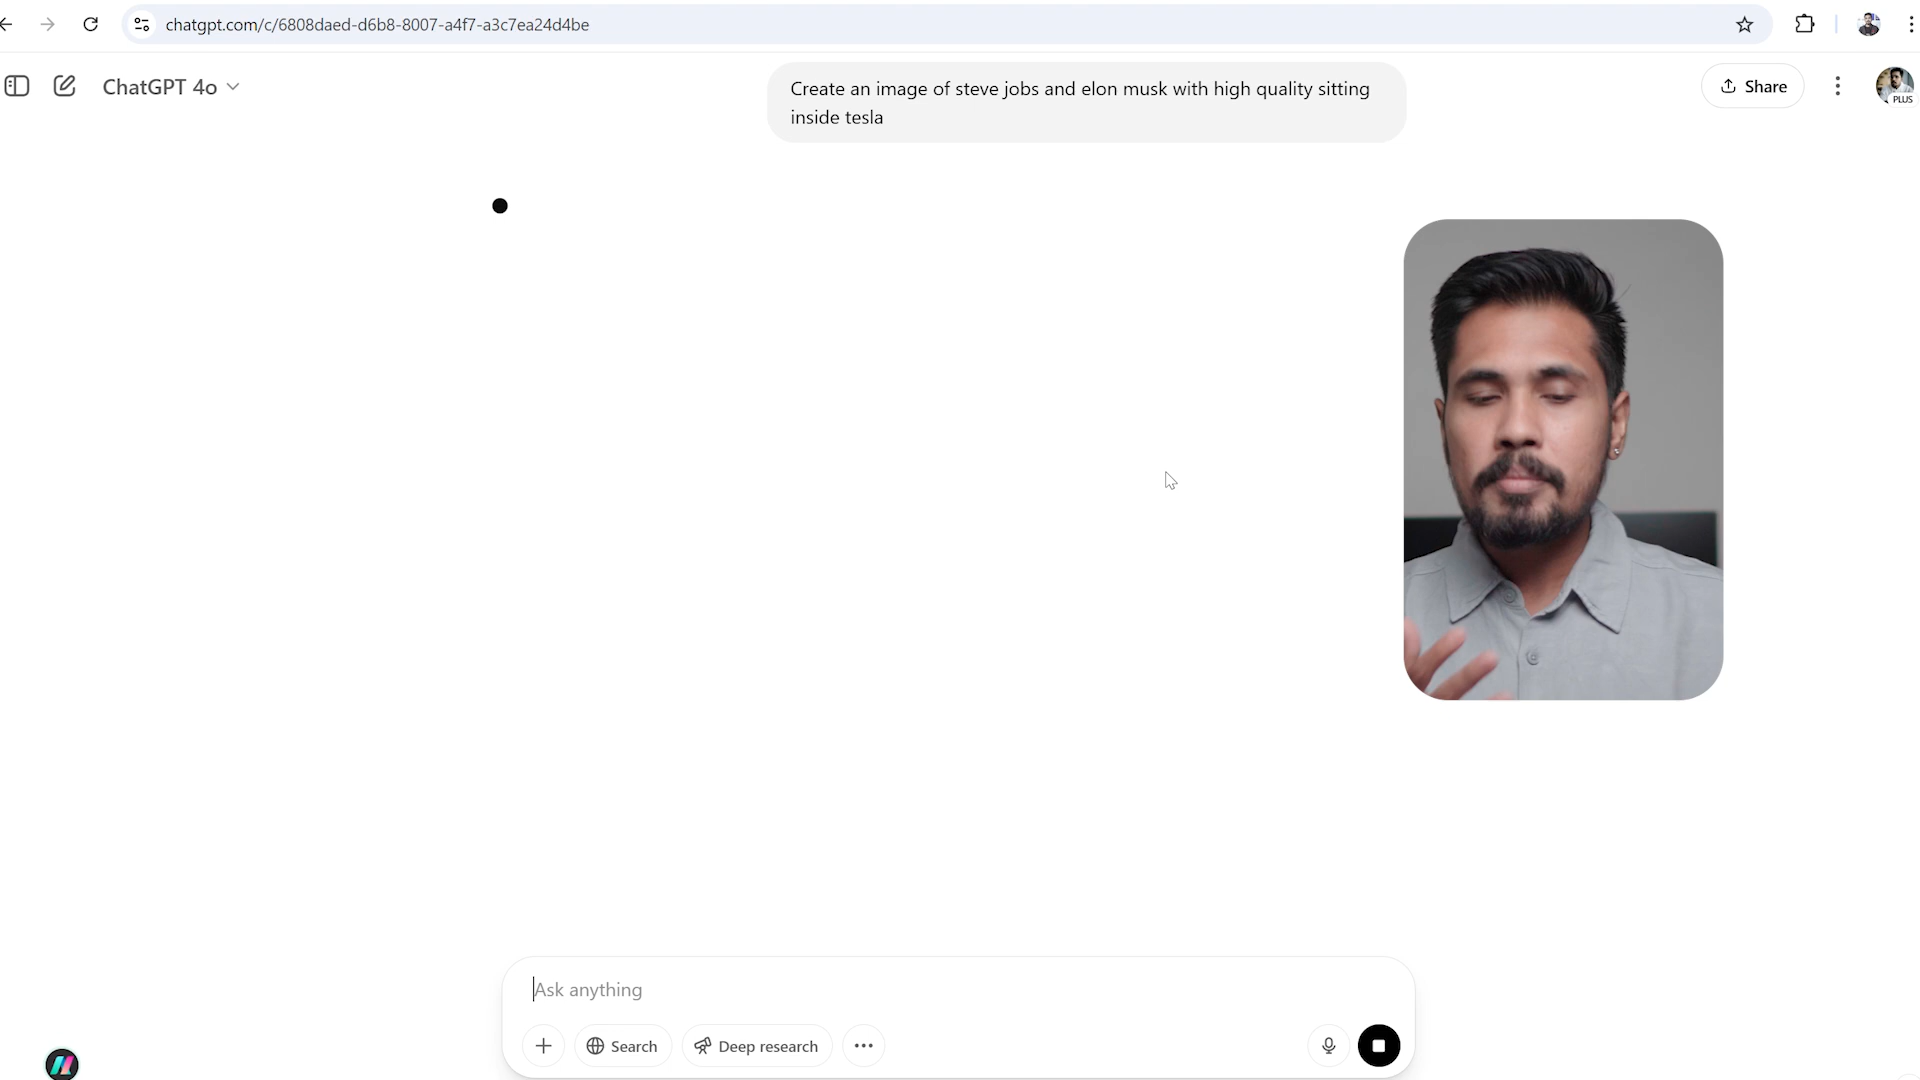 chatgpt.com/c/6808daed-d6b8-8007-a4f7-a3c7ea24d4be
ChatGPT 4o
Create an image of steve jobs and elon musk with high quality sitting
inside tesla
Share
PLUS
Ask anything
Search
Deep research